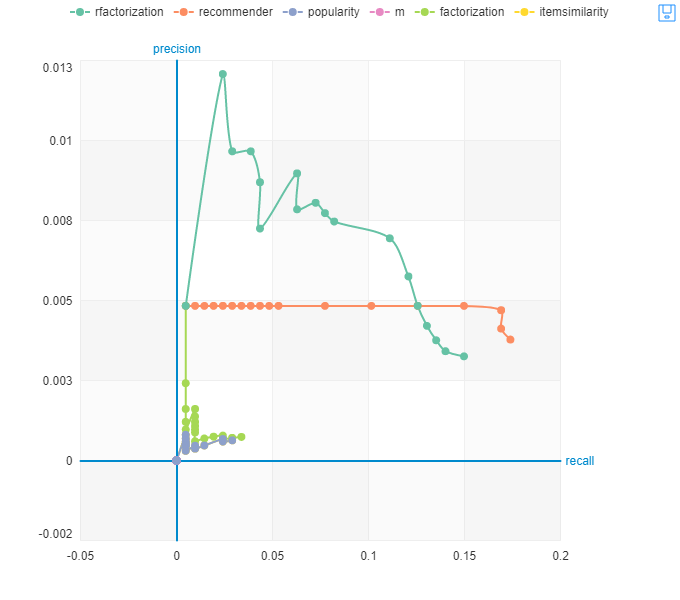 rfactorization recommender popularity m factorization itemsimilarity
precision
0.013
0.01
0.008
0.005
0.003
0
recall
-0.002
-0.05 0 0.05 0.1 0.15 0.2